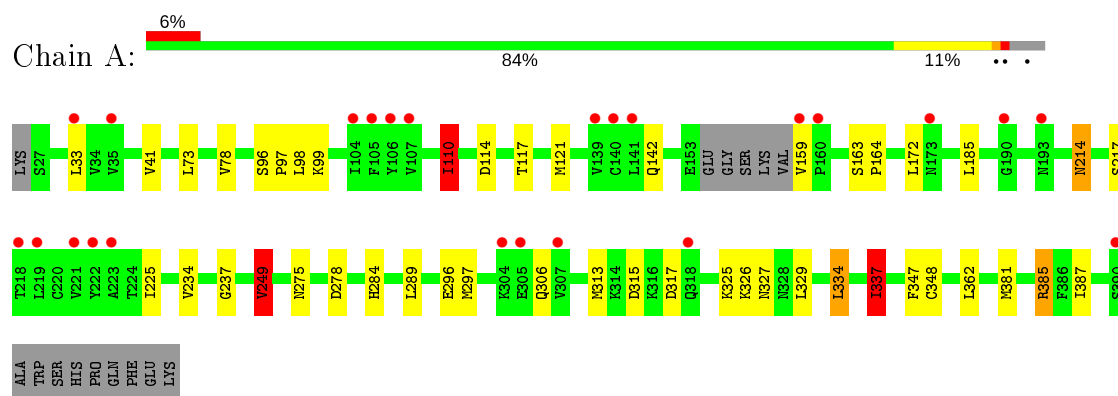 6%
Chain A:
84% 11% • • •
LYS S27 L33 V34 V35 V41 L73 V78 S96 P97 L98 K99 I104 F105 Y106 V107 I110 D114 T117 M121 V139 C140 L141 Q142 E153 GLU GLY SER LYS VAL V159 P160 S163 P164 L172 N173 L185 G190 N193 N214 S217
T218 L219 C220 V221 Y222 A223 T224 I225 V234 G237 V249 N275 D278 H284 L289 E296 M297 K304 E305 Q306 V307 M313 K314 D315 K316 D317 Q318 K325 K326 N327 N328 L329 L334 I337 F347 C348 L362 M381 R385 F386 I387 S390
ALA TRP SER HIS PRO GLN PHE GLU LYS